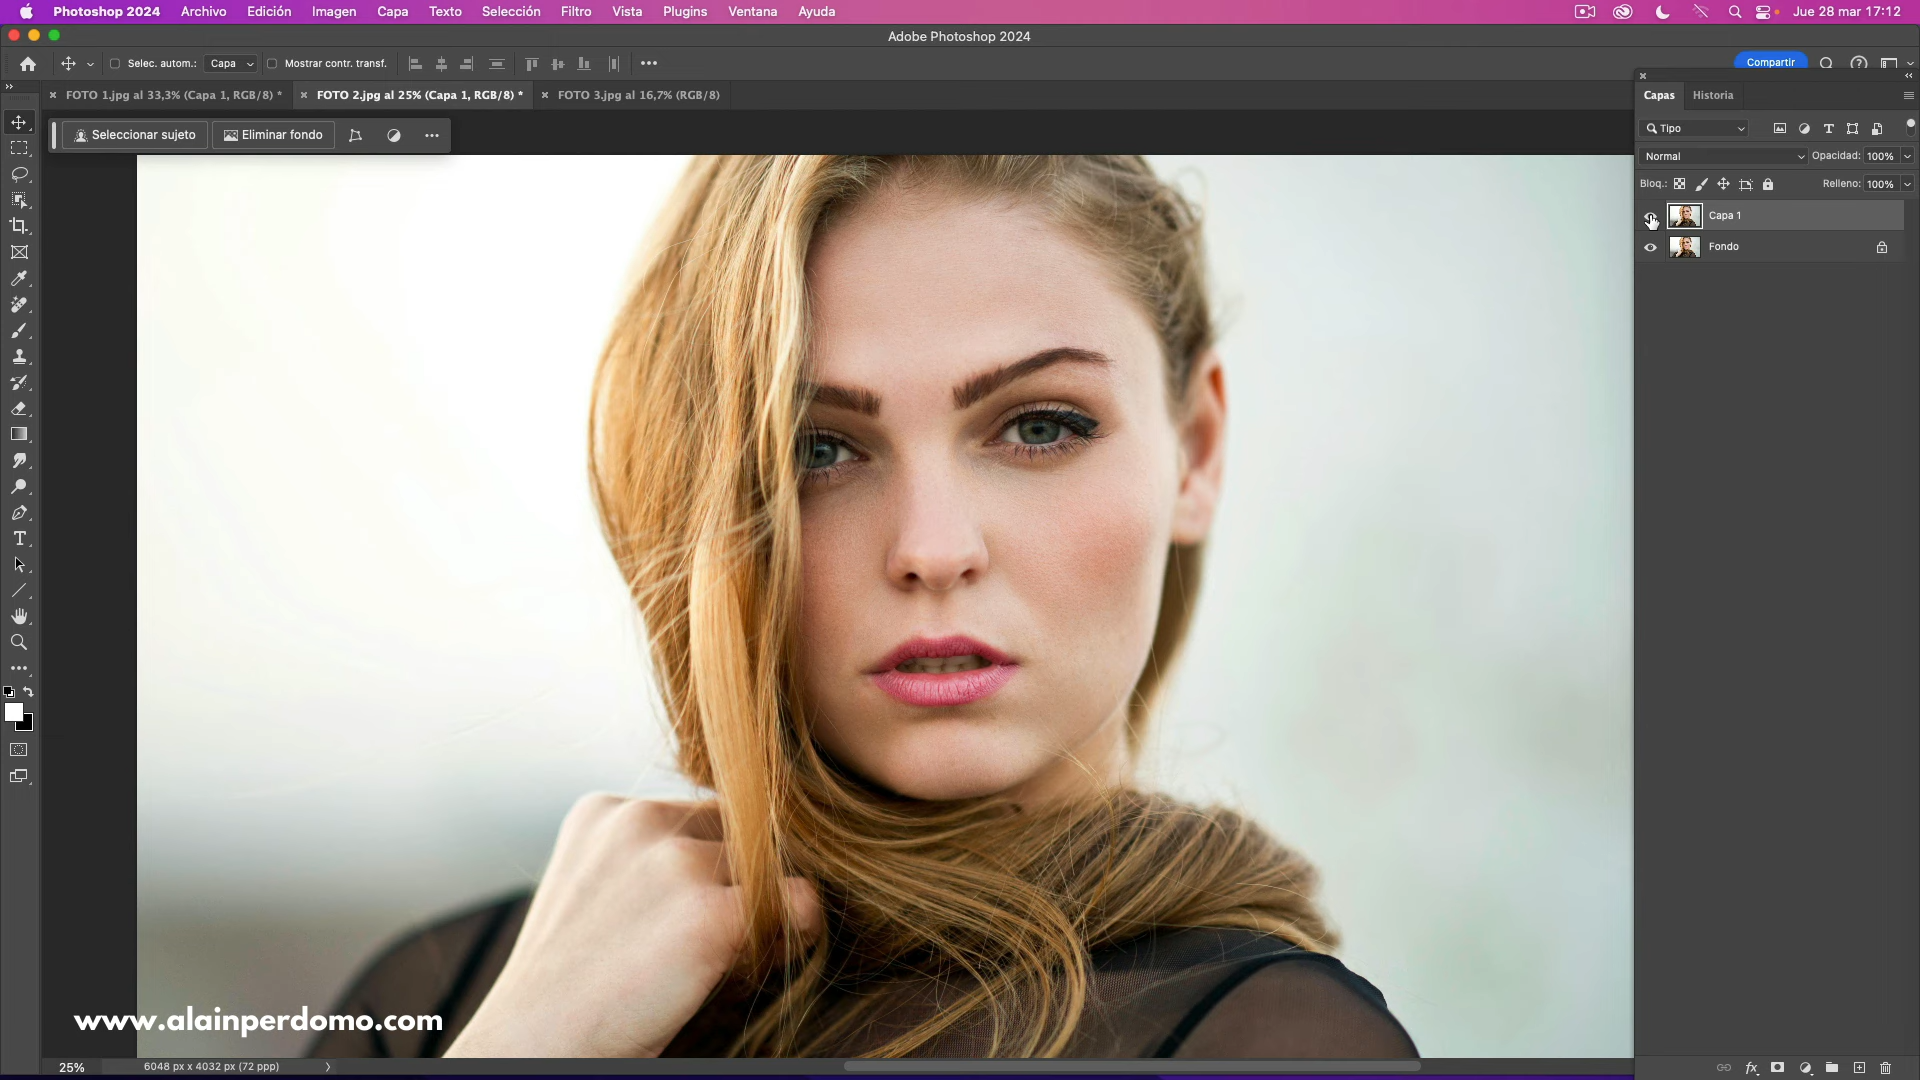 Photoshop 2024 Archivo Edición Imagen Capa Texto Selección Filtro Vista Plugins Ventana Ayuda Jue 28 mar 17:12
Adobe Photoshop 2024
Selec. autom.: Capa Mostrar contr. transf. Compartir
FOTO 1.jpg al 33,3% (Capa 1, RGB/8) * FOTO 2.jpg al 25% (Capa 1, RGB/8) * FOTO 3.jpg al 16,7% (RGB/8)
Capas Historia
Seleccionar sujeto Eliminar fondo
Tipo
Normal Opacidad: 100%
Bloq.: Relleno: 100%
Capa 1
Fondo
www.alainperdomo.com
25% 6048 px x 4032 px (72 ppp)